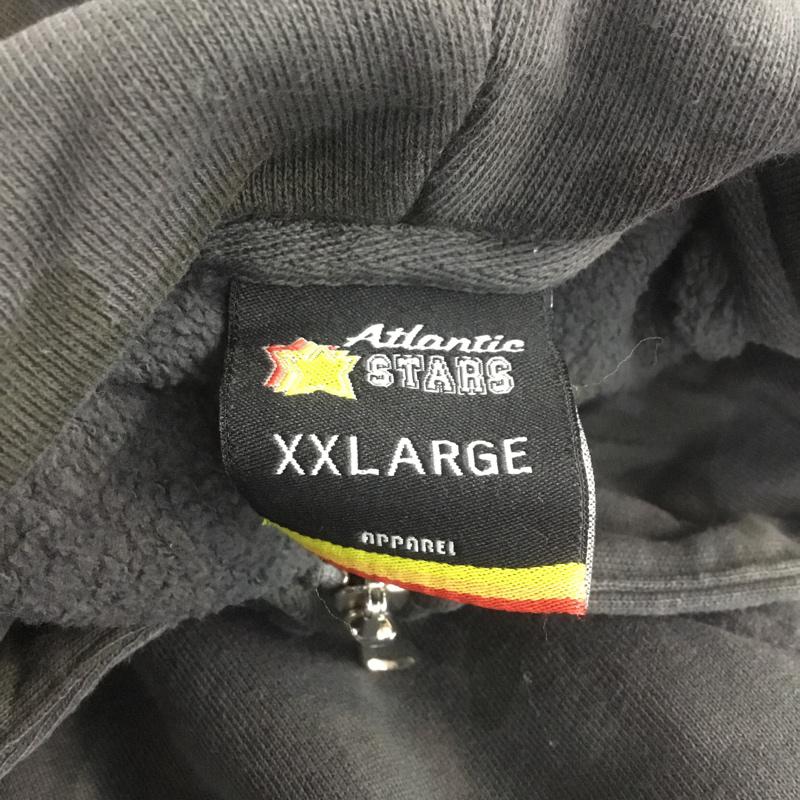 Atlantic
STARS
XXLARGE
APPAREL